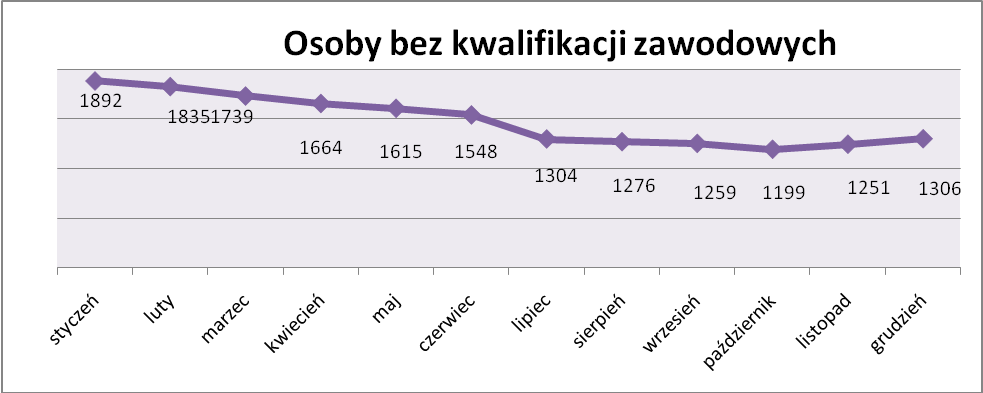 Osoby bez kwalifikacji zawodowych
1892
18351739
1664
1615
1548
1304
1276
1259
1199
1251
1306
styczeń
luty
marzec
kwiecień
maj
czerwiec
lipiec
sierpień
wrzesień
październik
listopad
grudzień